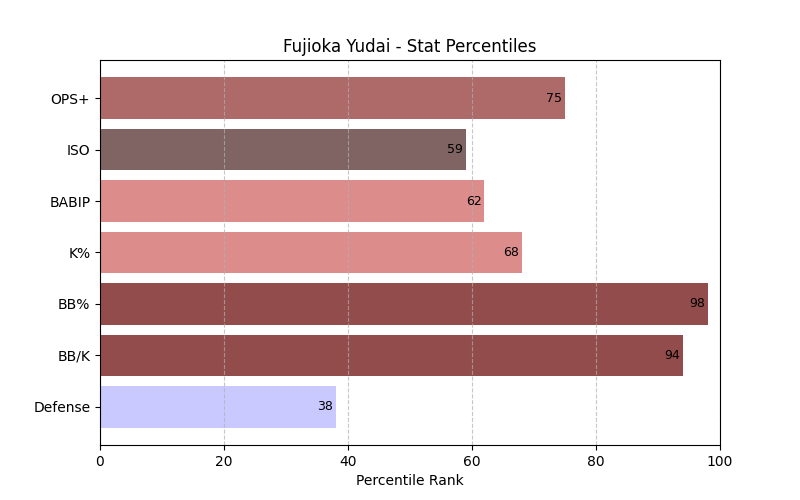 Fujioka Yudai - Stat Percentiles
OPS+ 75
ISO 59
BABIP 62
K% 68
BB% 98
BB/K 94
Defense 38
0 20 40 60 80 100
Percentile Rank